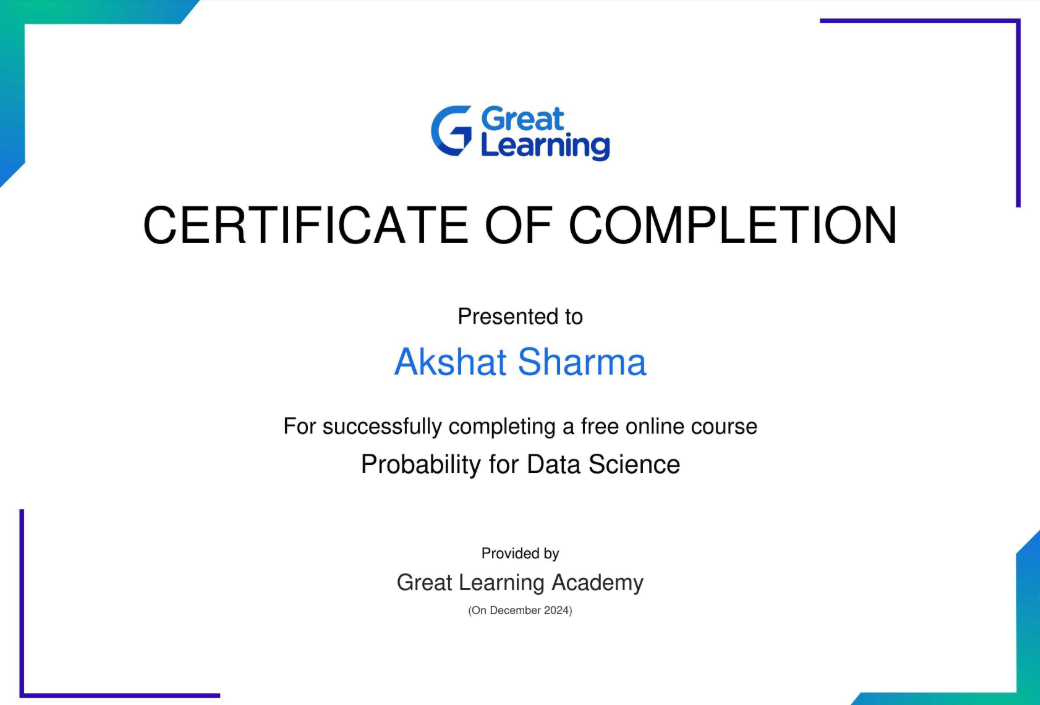 Great
Learning
CERTIFICATE OF COMPLETION
Presented to
Akshat Sharma
For successfully completing a free online course
Probability for Data Science
Provided by
Great Learning Academy
(On December 2024)